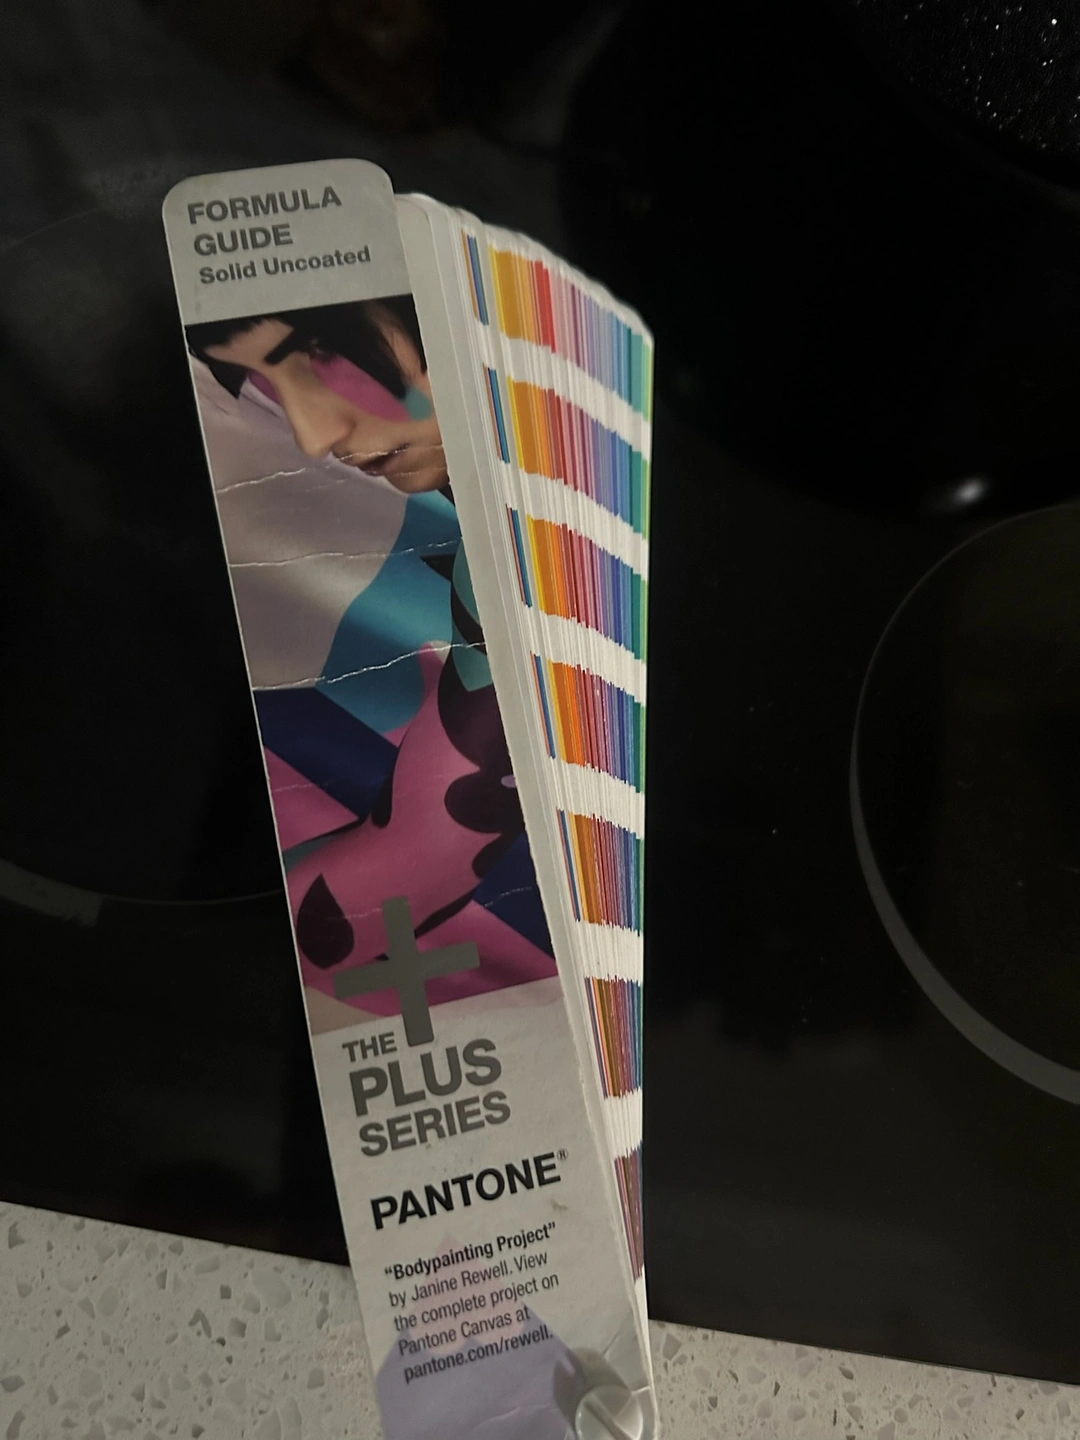 FORMULA
GUIDE
Solid Uncoated
THE
PLUS
SERIES
PANTONE®
“Bodypainting Project”
by Janine Rewell. View
the complete project on
Pantone Canvas at
pantone.com/rewell.